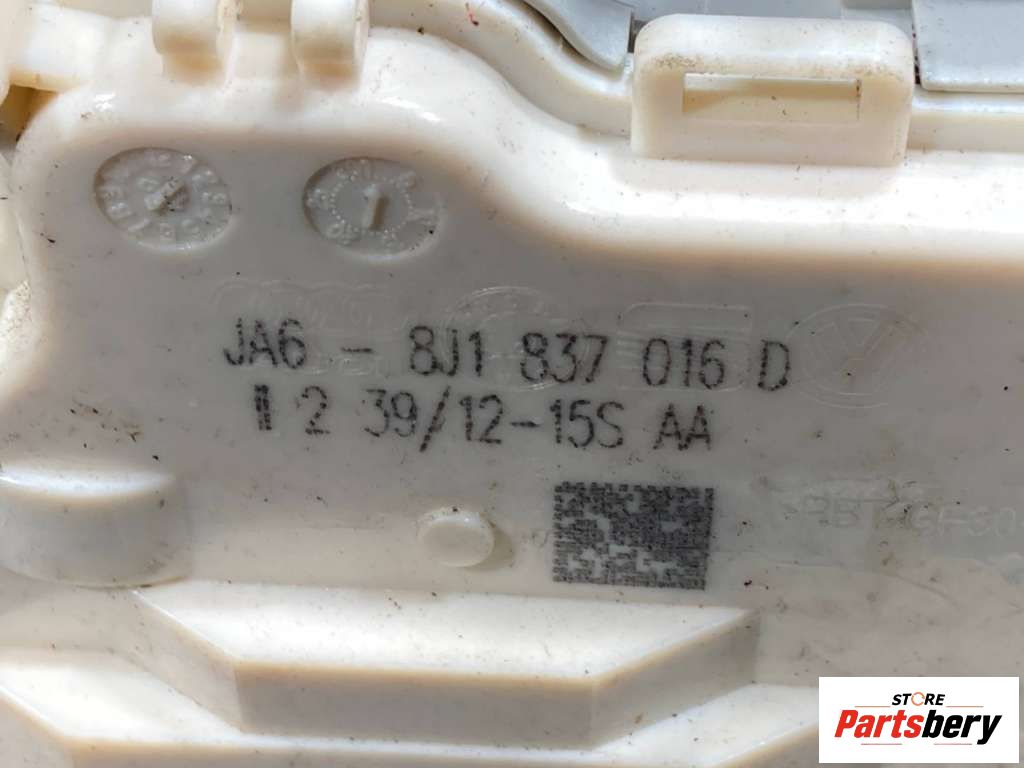 JA6 - 8J1 837 016 D
2 39/12-15S AA
STORE
Partsbery